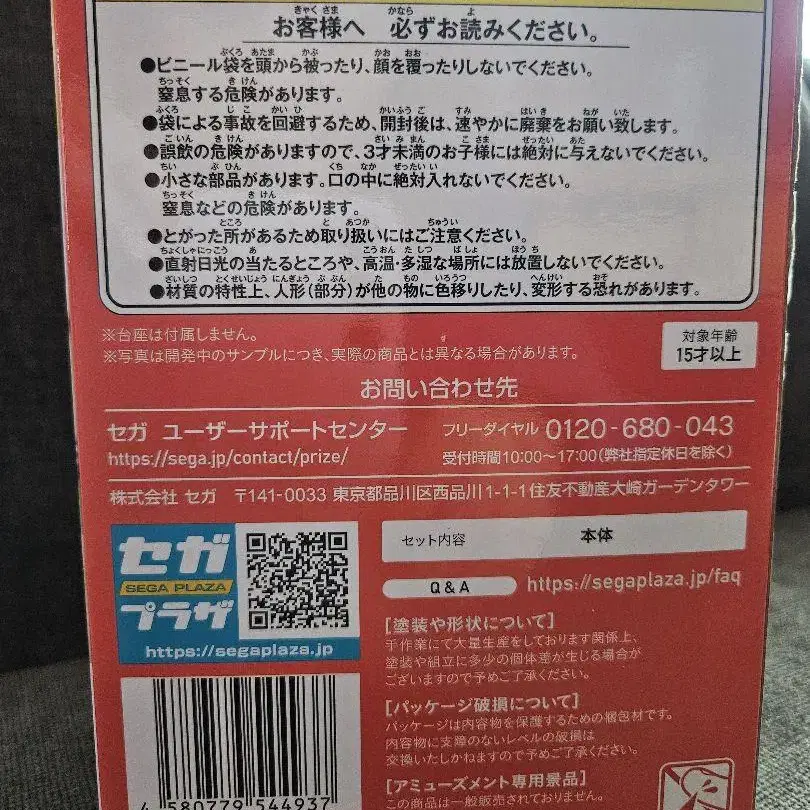 お客様へ 必ずお読みください。
●ビニール袋を頭から被ったり、顔を覆ったりしないでください。
窒息する危険があります。
●袋による事故を回避するため、開封後は、速やかに廃棄をお願い致します。
●誤飲の危険がありますので、3才未満のお子様には絶対に与えないでください。
●小さな部品があります。口の中に絶対入れないでください。
窒息などの危険があります。
●とがった所があるため取り扱いにはご注意ください。
●直射日光の当たるところや、高温・多湿な場所には放置しないでください。
●材質の特性上、人形(部分)が他の物に色移りしたり、変形する恐れがあります。
※台座は付属しません。
※写真は開発中のサンプルにつき、実際の商品とは異なる場合があります。
対象年齢
15才以上
お問い合わせ先
セガ ユーザーサポートセンター フリーダイヤル 0120-680-043
https://sega.jp/contact/prize/ 受付時間10:00〜17:00(弊社指定休日を除く)
株式会社 セガ 〒141-0033 東京都品川区西品川1-1-1住友不動産大崎ガーデンタワー
セガ
SEGA PLAZA
プラザ
https://segaplaza.jp
セット内容 本体
Q&A https://segaplaza.jp/faq
[塗装や形状について]
手作業にて大量生産をしております関係上、
塗装や組立に多少の個体差が生じる場合が
ございますので予めご了承ください。
[パッケージ破損について]
パッケージは内容物を保護するための梱包材です。
内容物に支障のないレベルの破損は
交換いたしかねますので予めご了承ください。
[アミューズメント専用景品]
この商品は一般販売されておりません。
4 580779 544937